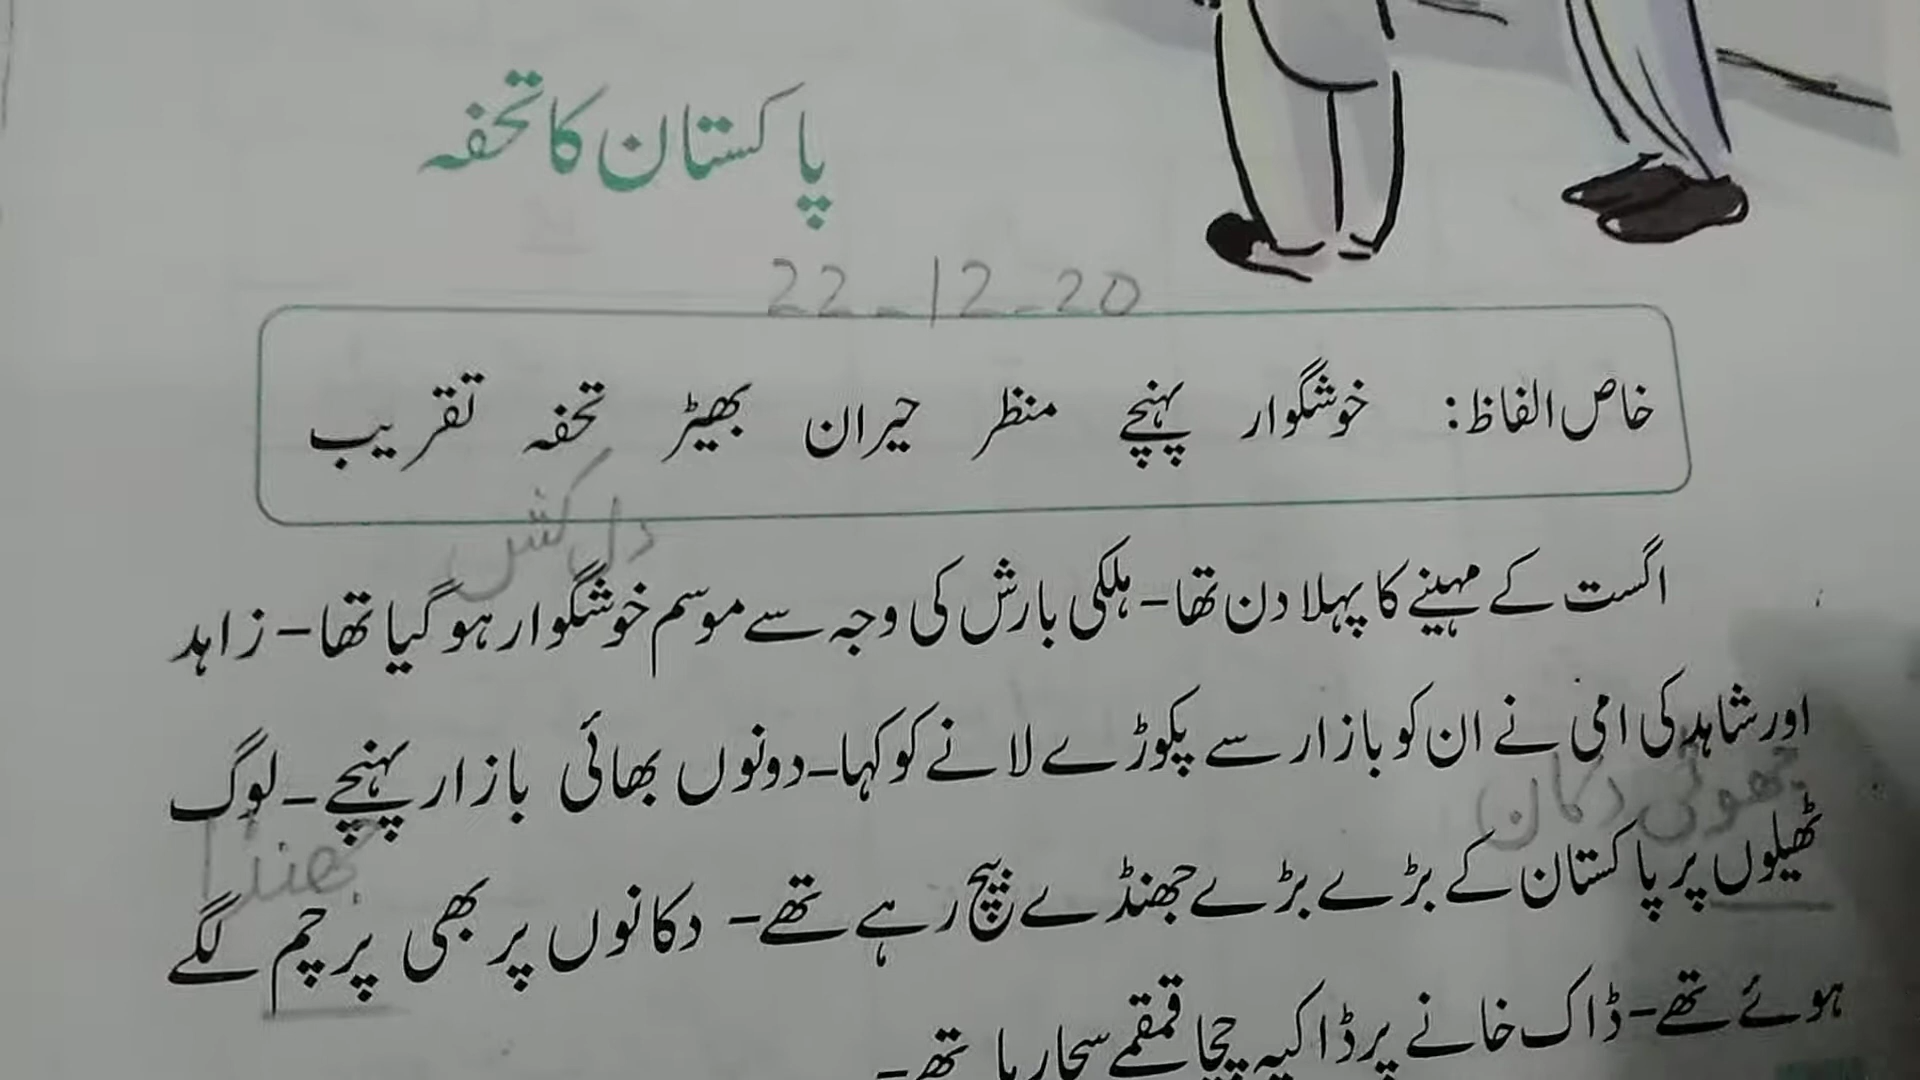 پاکستان کا تحفہ
22-12-20
خاص الفاظ: خوشگوار پہنچے منظر حیران بھیڑ تحفہ تقریب
دل کش
اگست کے مہینے کا پہلا دن تھا۔ ہلکی بارش کی وجہ سے موسم خوشگوار ہو گیا تھا۔ زاہد
اور شاہد کی امی نے ان کو بازار سے پکوڑے لانے کو کہا۔ دونوں بھائی بازار پہنچے۔ لوگ
چھوٹی دکان
جھنڈا
ٹھیلوں پر پاکستان کے بڑے بڑے جھنڈے بیچ رہے تھے۔ دکانوں پر بھی پرچم لگے
ہوئے تھے۔ ڈاک خانے پر ڈاکیہ چچا قمقمے سجا رہا تھے۔